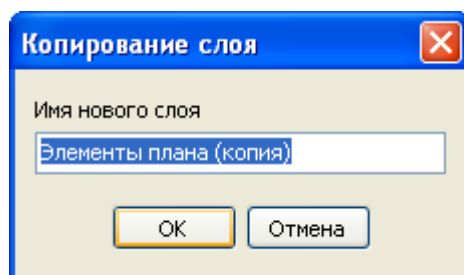 Копирование слоя
Имя нового слоя
Элементы плана (копия)
OK
Отмена